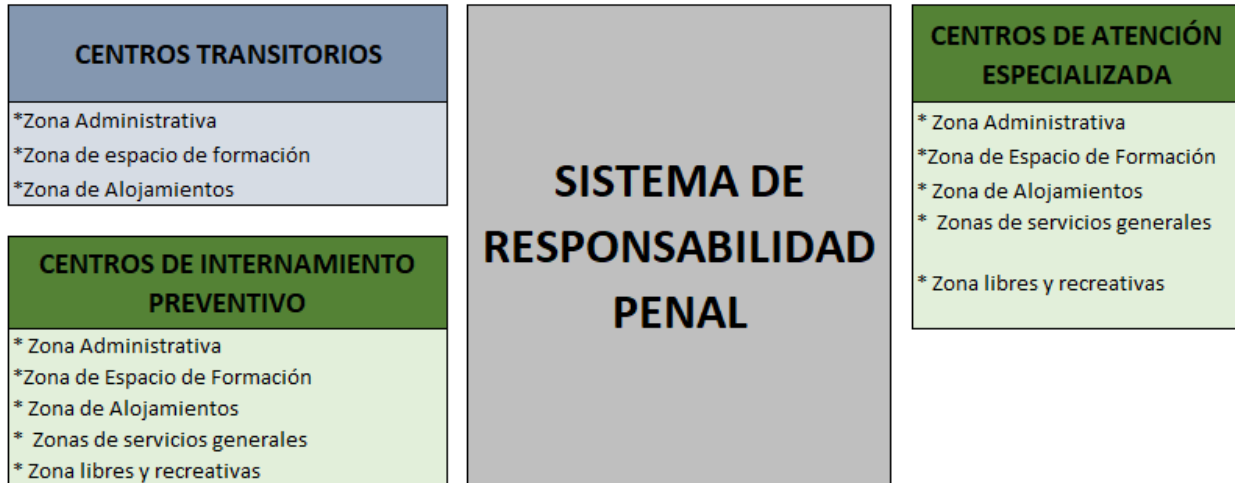 CENTROS TRANSITORIOS
*Zona Administrativa
*Zona de espacio de formación
*Zona de Alojamientos
CENTROS DE INTERNAMIENTO
PREVENTIVO
* Zona Administrativa
*Zona de Espacio de Formación
* Zona de Alojamientos
* Zonas de servicios generales
* Zona libres y recreativas
SISTEMA DE
RESPONSABILIDAD
PENAL
CENTROS DE ATENCIÓN
ESPECIALIZADA
* Zona Administrativa
*Zona de Espacio de Formación
* Zona de Alojamientos
* Zonas de servicios generales
* Zona libres y recreativas